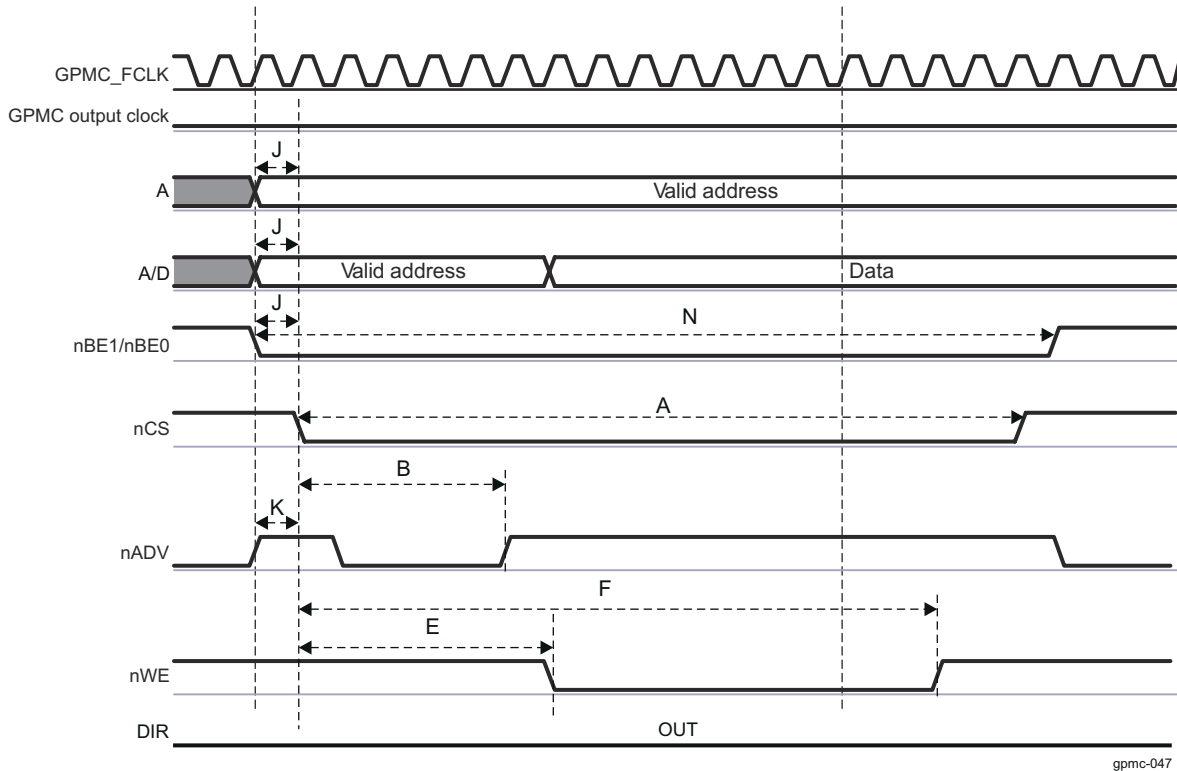 GPMC_FCLK
GPMC output clock
J
A
Valid address
J
A/D
Valid address
Data
J
N
nBE1/nBE0
A
nCS
B
K
nADV
F
E
nWE
DIR
OUT
gpmc-047